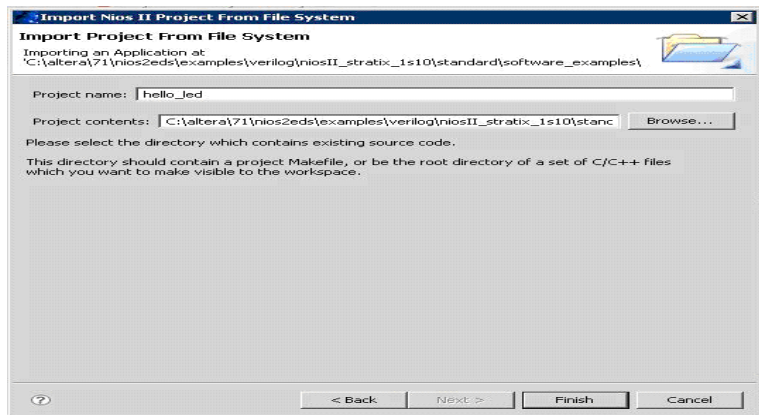 Import Nios II Project From File System
Import Project From File System
Importing an Application at
'C:\altera\71\nios2eds\examples\verilog\niosII_stratix_1s10\standard\software_examples\
Project name: hello_led
Project contents: C:\altera\71\nios2eds\examples\verilog\niosII_stratix_1s10\stanc Browse...
Please select the directory which contains existing source code.
This directory should contain a project Makefile, or be the root directory of a set of C/C++ files
which you want to make visible to the workspace.
? < Back Next > Finish Cancel